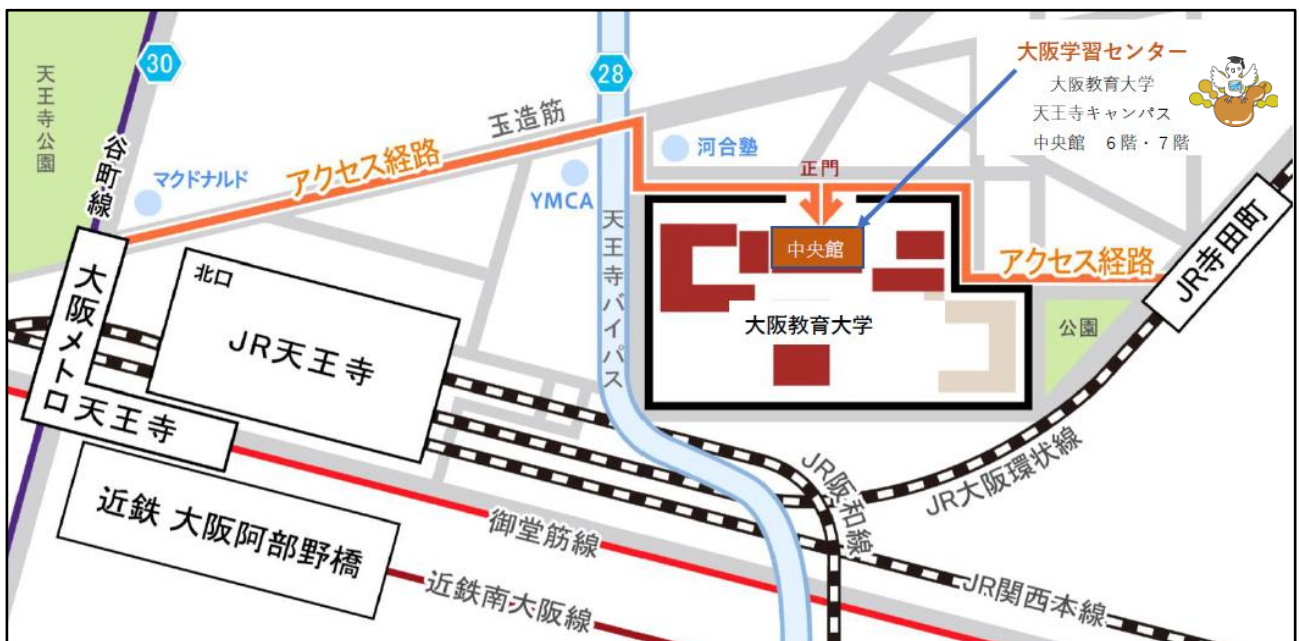 大阪学習センター
大阪教育大学
天王寺キャンパス
中央館 6階・7階
30
28
天王寺公園
谷町線
マクドナルド
アクセス経路
玉造筋
YMCA
河合塾
正門
中央館
大阪教育大学
アクセス経路
JR寺田町
公園
天王寺バイパス
北口
JR天王寺
大阪メトロ天王寺
近鉄 大阪阿部野橋
御堂筋線
近鉄南大阪線
JR阪和線
JR大阪環状線
JR関西本線